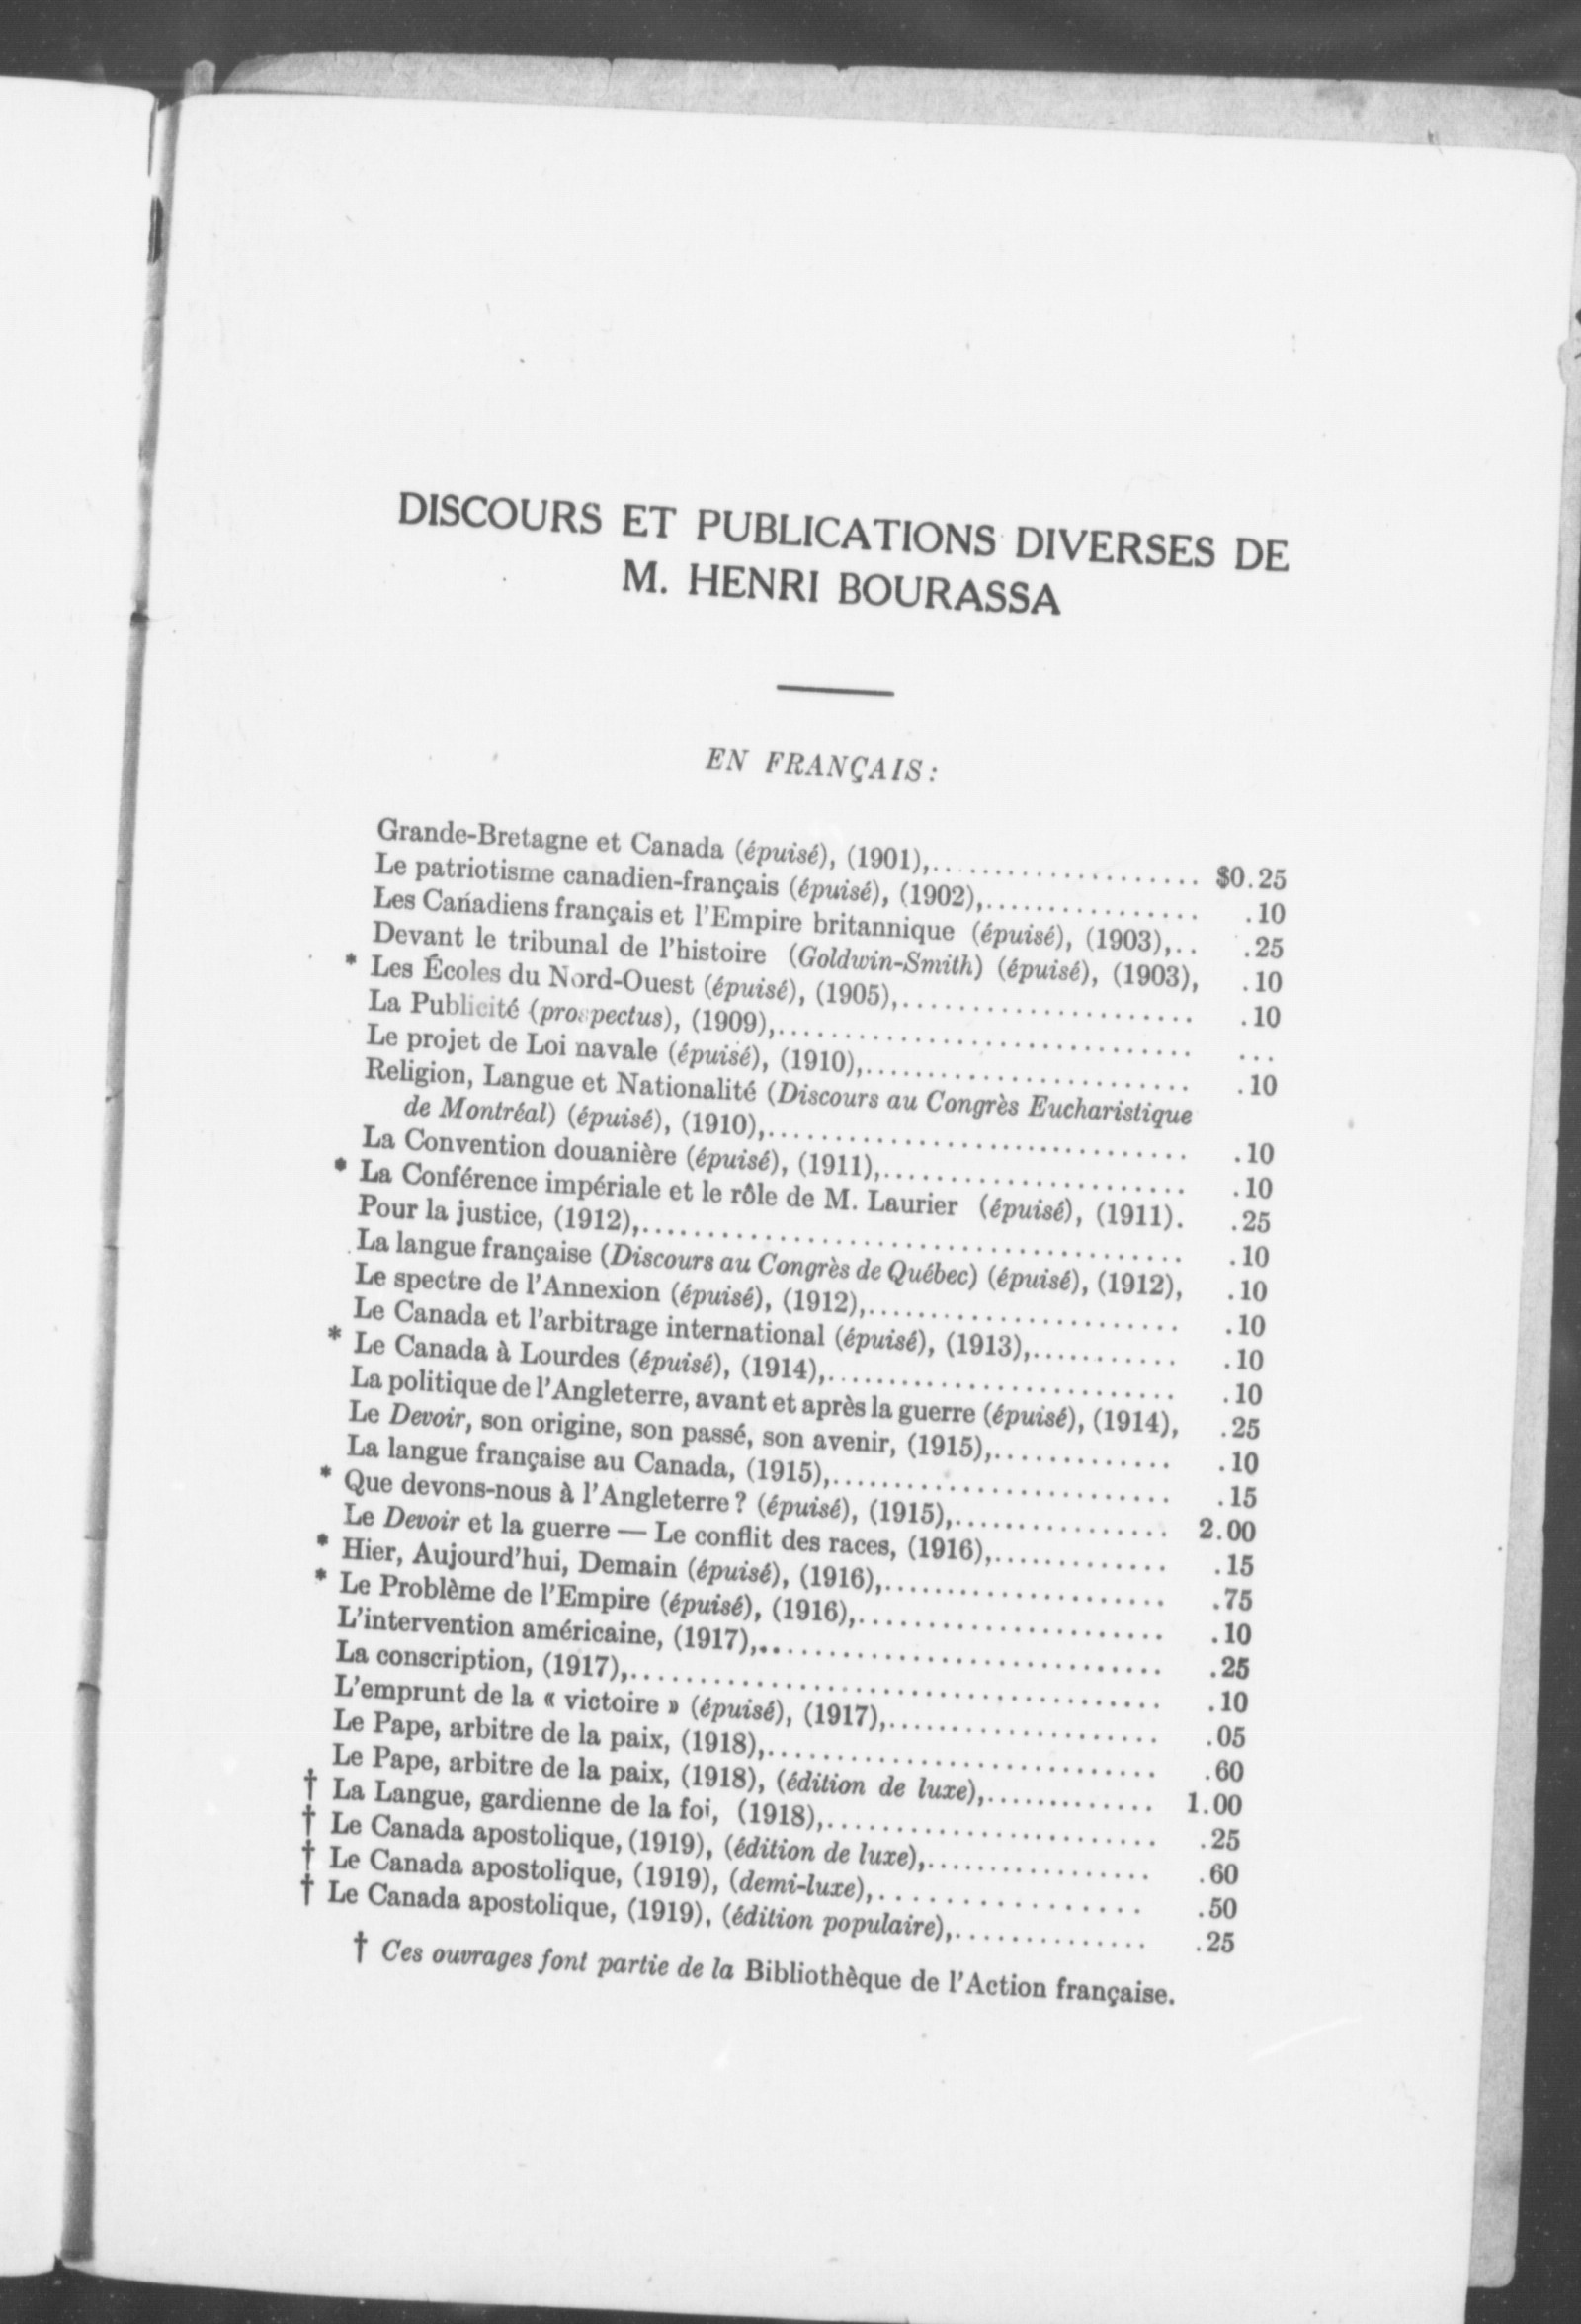 DISCOURS ET PUBLICATIONS DIVERSES DE
M. HENRI BOURASSA
EN FRANÇAIS:
Grande-Bretagne et Canada (épuisé), (1901),.................... $0.25
Le patriotisme canadien-français (épuisé), (1902),................ .10
Les Canadiens français et l'Empire britannique (épuisé), (1903),.. .25
Devant le tribunal de l'histoire (Goldwin-Smith) (épuisé), (1903), .10
* Les Écoles du Nord-Ouest (épuisé), (1905),...................... .10
La Publicité (prospectus), (1909),............................... ...
Le projet de Loi navale (épuisé), (1910),......................... .10
Religion, Langue et Nationalité (Discours au Congrès Eucharistique
de Montréal) (épuisé), (1910),................................ .10
La Convention douanière (épuisé), (1911),....................... .10
* La Conférence impériale et le rôle de M. Laurier (épuisé), (1911). .25
Pour la justice, (1912),......................................... .10
La langue française (Discours au Congrès de Québec) (épuisé), (1912), .10
Le spectre de l'Annexion (épuisé), (1912),........................ .10
Le Canada et l'arbitrage international (épuisé), (1913),........... .10
* Le Canada à Lourdes (épuisé), (1914),.......................... .10
La politique de l'Angleterre, avant et après la guerre (épuisé), (1914), .25
Le Devoir, son origine, son passé, son avenir, (1915),............. .10
La langue française au Canada, (1915),.......................... .15
* Que devons-nous à l'Angleterre? (épuisé), (1915),................ 2.00
Le Devoir et la guerre — Le conflit des races, (1916),............. .15
* Hier, Aujourd'hui, Demain (épuisé), (1916),..................... .75
* Le Problème de l'Empire (épuisé), (1916),....................... .10
L'intervention américaine, (1917),............................... .25
La conscription, (1917),......................................... .10
L'emprunt de la « victoire » (épuisé), (1917),.................... .05
Le Pape, arbitre de la paix, (1918),.............................. .60
Le Pape, arbitre de la paix, (1918), (édition de luxe),............. 1.00
† La Langue, gardienne de la foi, (1918),......................... .25
† Le Canada apostolique, (1919), (édition de luxe),................. .60
† Le Canada apostolique, (1919), (demi-luxe),................. .50
† Le Canada apostolique, (1919), (édition populaire),............... .25
† Ces ouvrages font partie de la Bibliothèque de l'Action française.